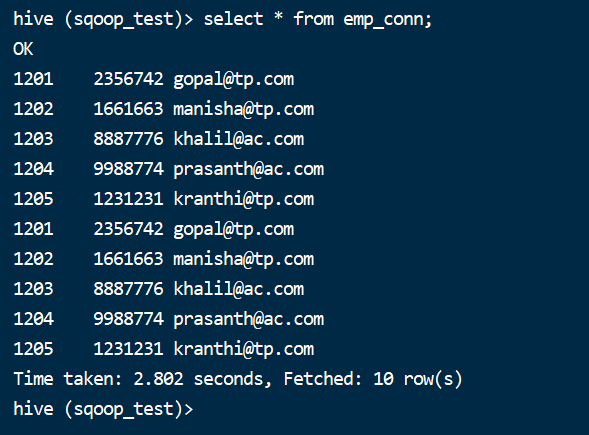 hive (sqoop_test)> select * from emp_conn;
OK
1201    2356742 gopal@tp.com
1202    1661663 manisha@tp.com
1203    8887776 khalil@ac.com
1204    9988774 prasanth@ac.com
1205    1231231 kranthi@tp.com
1201    2356742 gopal@tp.com
1202    1661663 manisha@tp.com
1203    8887776 khalil@ac.com
1204    9988774 prasanth@ac.com
1205    1231231 kranthi@tp.com
Time taken: 2.802 seconds, Fetched: 10 row(s)
hive (sqoop_test)>